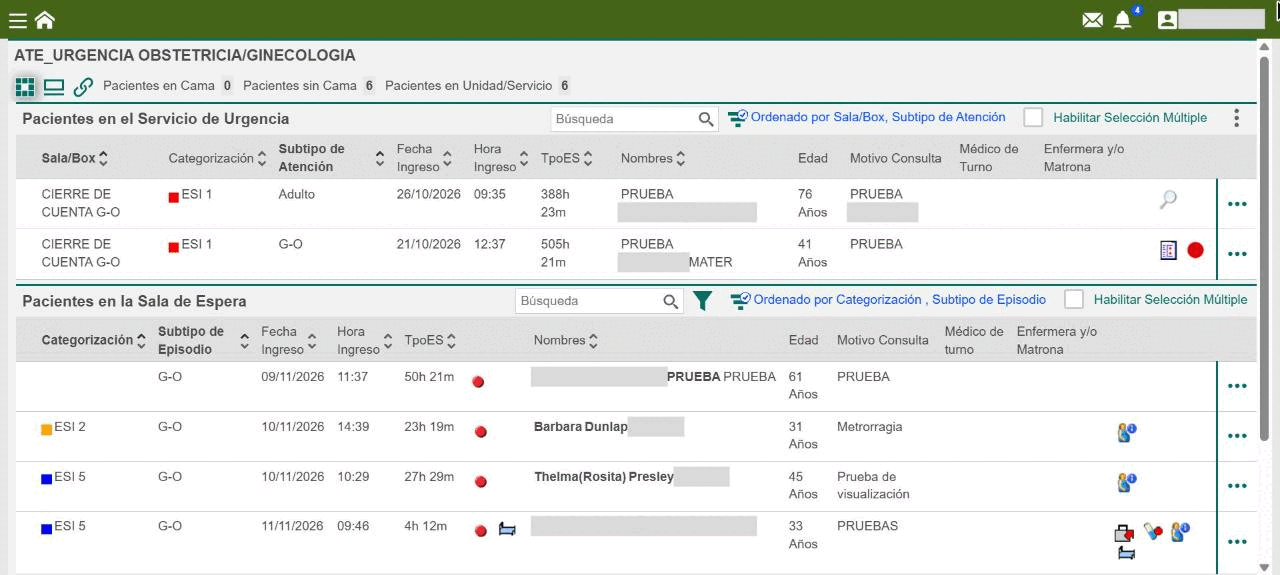 4
ATE_URGENCIA OBSTETRICIA/GINECOLOGIA
Pacientes en Cama 0 Pacientes sin Cama 6 Pacientes en Unidad/Servicio 6
Pacientes en el Servicio de Urgencia Búsqueda Ordenado por Sala/Box, Subtipo de Atención Habilitar Selección Múltiple
Sala/Box Categorización Subtipo de Atención Fecha Ingreso Hora Ingreso TpoES Nombres Edad Motivo Consulta Médico de Turno Enfermera y/o Matrona
CIERRE DE ESI 1 Adulto 26/10/2026 09:35 388h PRUEBA 76 PRUEBA
CUENTA G-O 23m Años
CIERRE DE ESI 1 G-O 21/10/2026 12:37 505h PRUEBA 41 PRUEBA
CUENTA G-O 21m MATER Años
Pacientes en la Sala de Espera Búsqueda Ordenado por Categorización , Subtipo de Episodio Habilitar Selección Múltiple
Categorización Subtipo de Episodio Fecha Ingreso Hora Ingreso TpoES Nombres Edad Motivo Consulta Médico de turno Enfermera y/o Matrona
G-O 09/11/2026 11:37 50h 21m PRUEBA PRUEBA 61 PRUEBA
Años
ESI 2 G-O 10/11/2026 14:39 23h 19m Barbara Dunlap 31 Metrorragia
Años
ESI 5 G-O 10/11/2026 10:29 27h 29m Thelma(Rosita) Presley 45 Prueba de
Años visualización
ESI 5 G-O 11/11/2026 09:46 4h 12m 33 PRUEBAS
Años